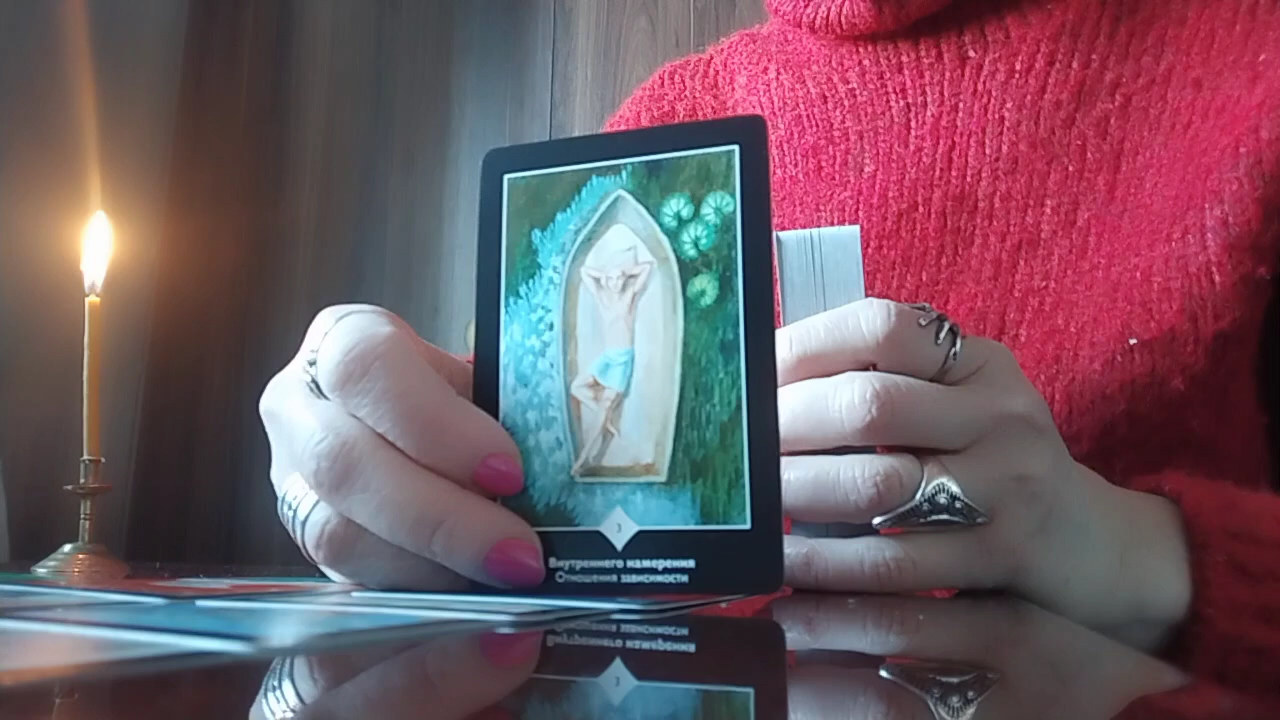 3
Внутреннего намерения
Отношения зависимости